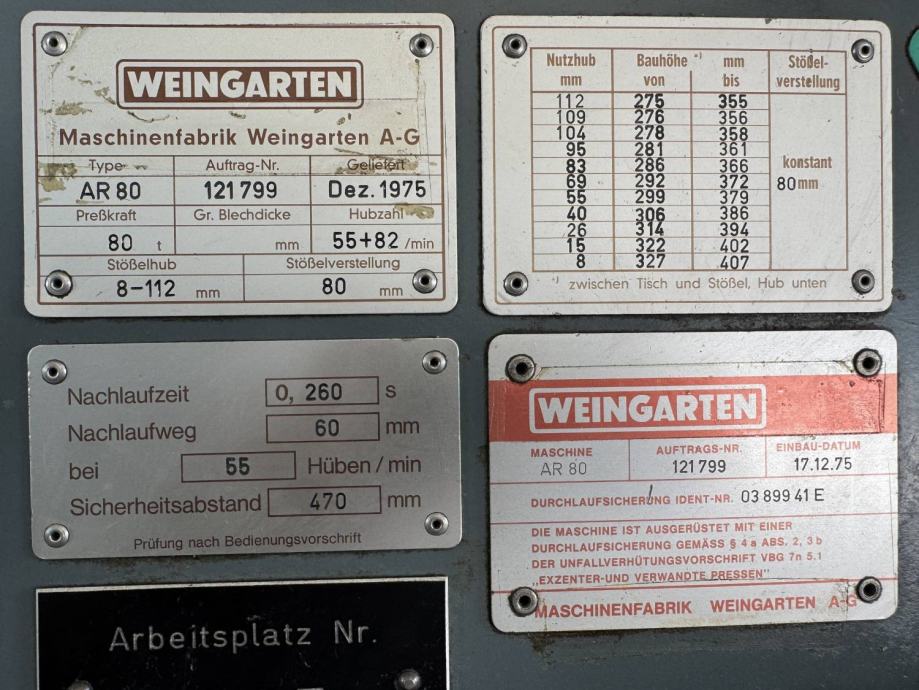 WEINGARTEN
Maschinenfabrik Weingarten A-G
Type Auftrag-Nr. Geliefert
AR 80 121 799 Dez. 1975
Preßkraft Gr. Blechdicke Hubzahl
80 t mm 55+82 /min
Stößelhub Stößelverstellung
8-112 mm 80 mm
Nutzhub Bauhöhe *) mm Stößel-
mm von bis verstellung
112 275 355
109 276 356
104 278 358
95 281 361
83 286 366 konstant
69 292 372 80 mm
55 299 379
40 306 386
26 314 394
15 322 402
8 327 407
*) zwischen Tisch und Stößel, Hub unten
Nachlaufzeit 0, 260 s
Nachlaufweg 60 mm
bei 55 Hüben / min
Sicherheitsabstand 470 mm
Prüfung nach Bedienungsvorschrift
WEINGARTEN
MASCHINE AUFTRAGS-NR. EINBAU-DATUM
AR 80 121 799 17.12.75
DURCHLAUFSICHERUNG IDENT-NR. 03 899 41 E
DIE MASCHINE IST AUSGERÜSTET MIT EINER
DURCHLAUFSICHERUNG GEMÄSS § 4 a ABS. 2, 3 b
DER UNFALLVERHÜTUNGSVORSCHRIFT VBG 7n 5.1
„EXZENTER-UND VERWANDTE PRESSEN"
MASCHINENFABRIK WEINGARTEN A-G
Arbeitsplatz Nr.